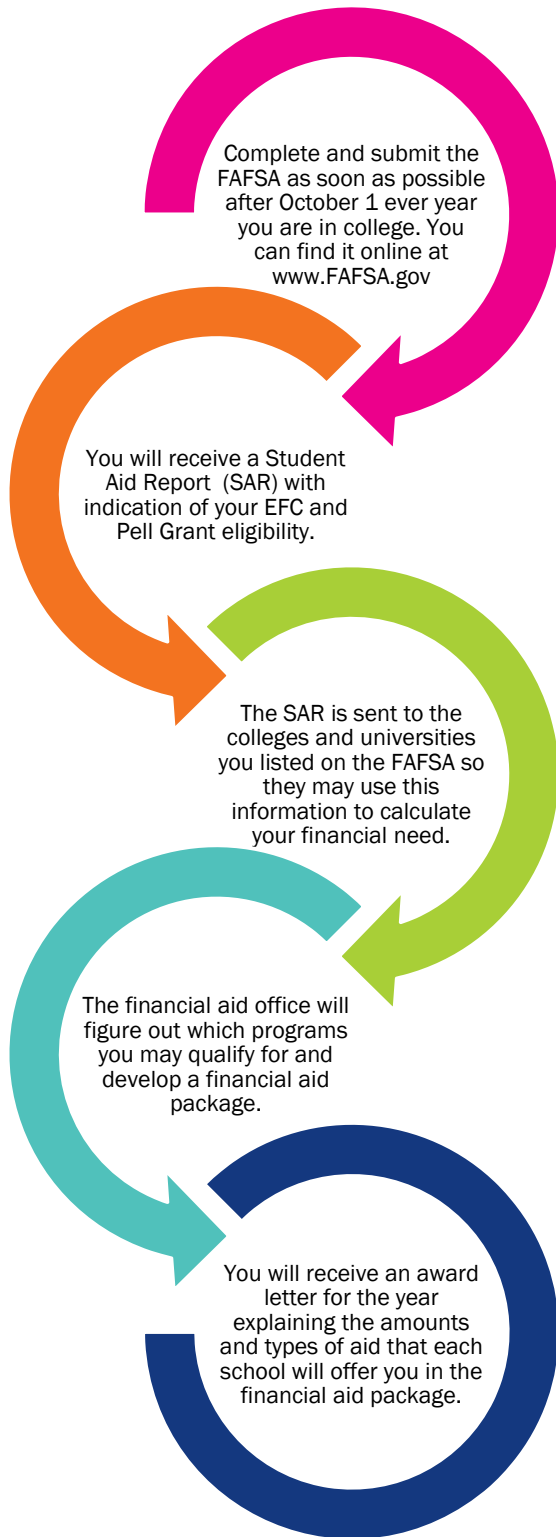 Complete and submit the
FAFSA as soon as possible
after October 1 ever year
you are in college. You
can find it online at
www.FAFSA.gov
You will receive a Student
Aid Report  (SAR) with
indication of your EFC and
Pell Grant eligibility.
The SAR is sent to the
colleges and universities
you listed on the FAFSA so
they may use this
information to calculate
your financial need.
The financial aid office will
figure out which programs
you may qualify for and
develop a financial aid
package.
You will receive an award
letter for the year
explaining the amounts
and types of aid that each
school will offer you in the
financial aid package.